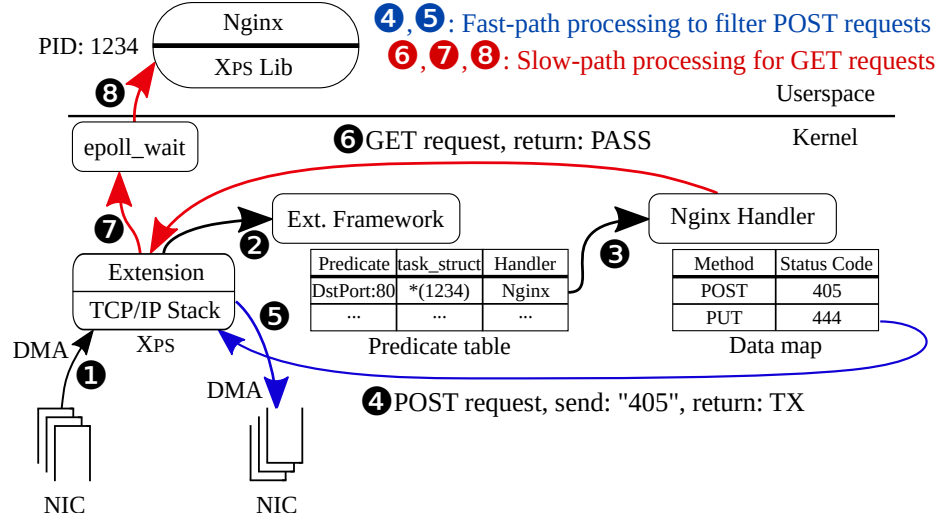 Nginx
XPS Lib
PID: 1234
❹,❺: Fast-path processing to filter POST requests
❻,❼,❽: Slow-path processing for GET requests
Userspace
Kernel
❽
epoll_wait
❻GET request, return: PASS
❼
❷
Ext. Framework
❸
Nginx Handler
Extension
TCP/IP Stack
XPS
Predicate task_struct Handler
DstPort:80 *(1234) Nginx
... ... ...
Predicate table
Method Status Code
POST 405
PUT 444
Data map
❺
DMA
❶
DMA
❹POST request, send: "405", return: TX
NIC
NIC